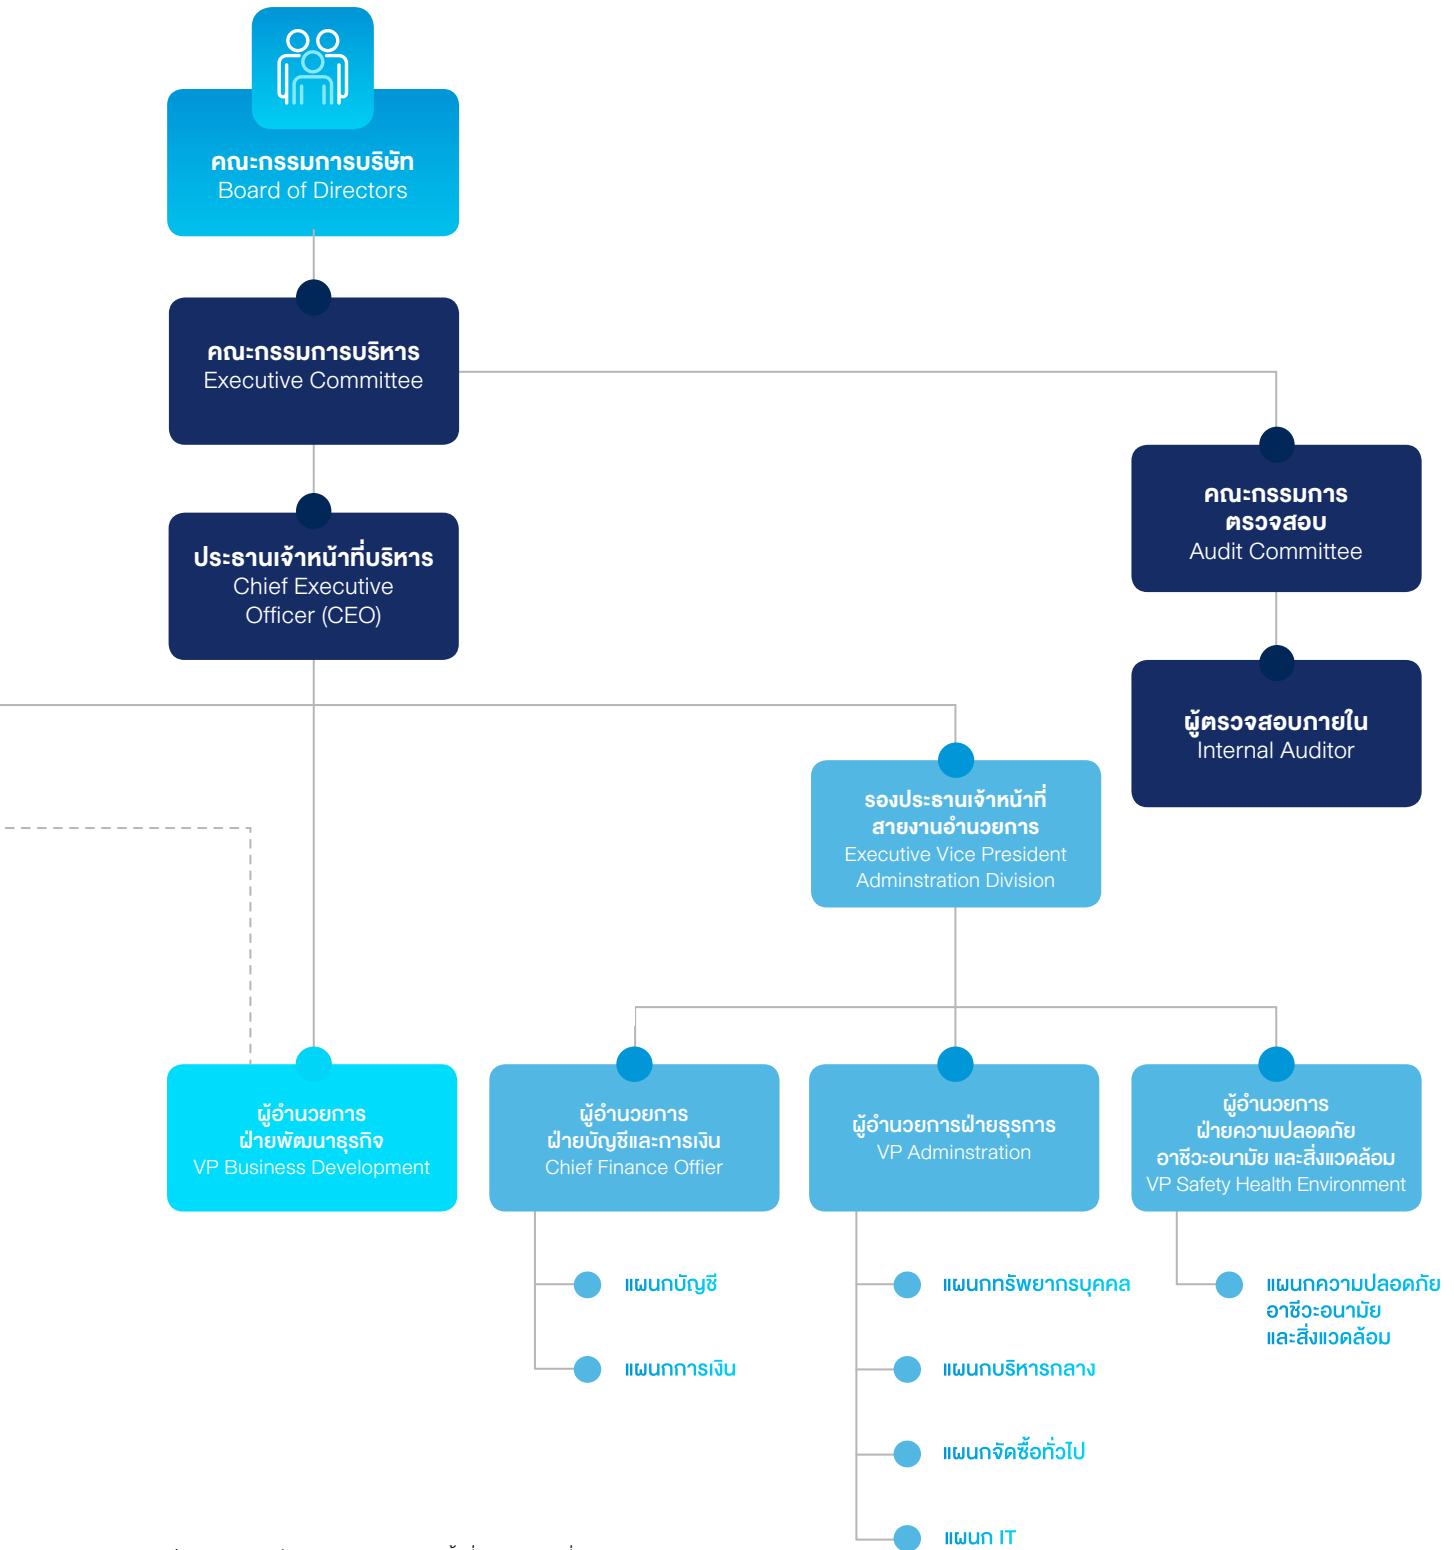 คณะกรรมการบริษัท
Board of Directors
คณะกรรมการบริหาร
Executive Committee
คณะกรรมการ
ตรวจสอบ
Audit Committee
ประธานเจ้าหน้าที่บริหาร
Chief Executive
Officer (CEO)
ผู้ตรวจสอบภายใน
Internal Auditor
รองประธานเจ้าหน้าที่
สายงานอำนวยการ
Executive Vice President
Adminstration Division
ผู้อำนวยการ
ฝ่ายพัฒนาธุรกิจ
VP Business Development
ผู้อำนวยการ
ฝ่ายบัญชีและการเงิน
Chief Finance Offier
ผู้อำนวยการฝ่ายธุรการ
VP Adminstration
ผู้อำนวยการ
ฝ่ายความปลอดภัย
อาชีวะอนามัย และสิ่งแวดล้อม
VP Safety Health Environment
แผนกบัญชี
แผนกการเงิน
แผนกทรัพยากรบุคคล
แผนกบริหารกลาง
แผนกจัดซื้อทั่วไป
แผนก IT
แผนกความปลอดภัย
อาชีวะอนามัย
และสิ่งแวดล้อม